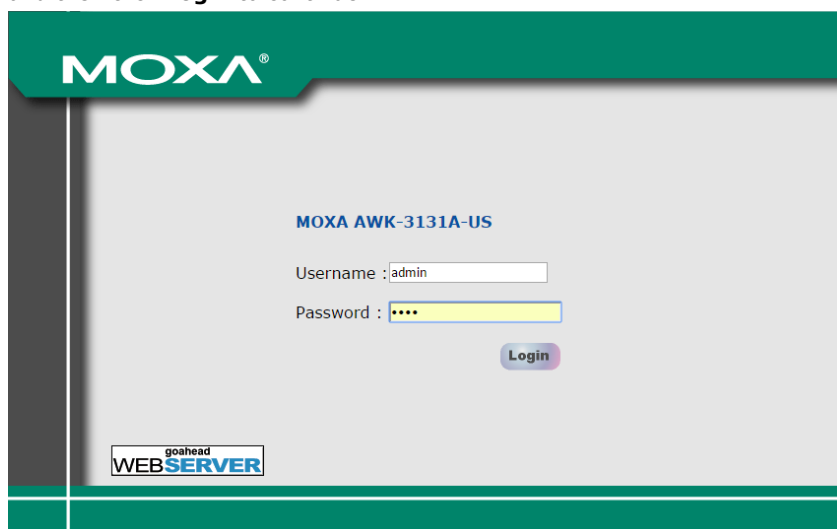 MOXA®
MOXA AWK-3131A-US
Username : admin
Password : ••••
Login
goahead
WEBSERVER